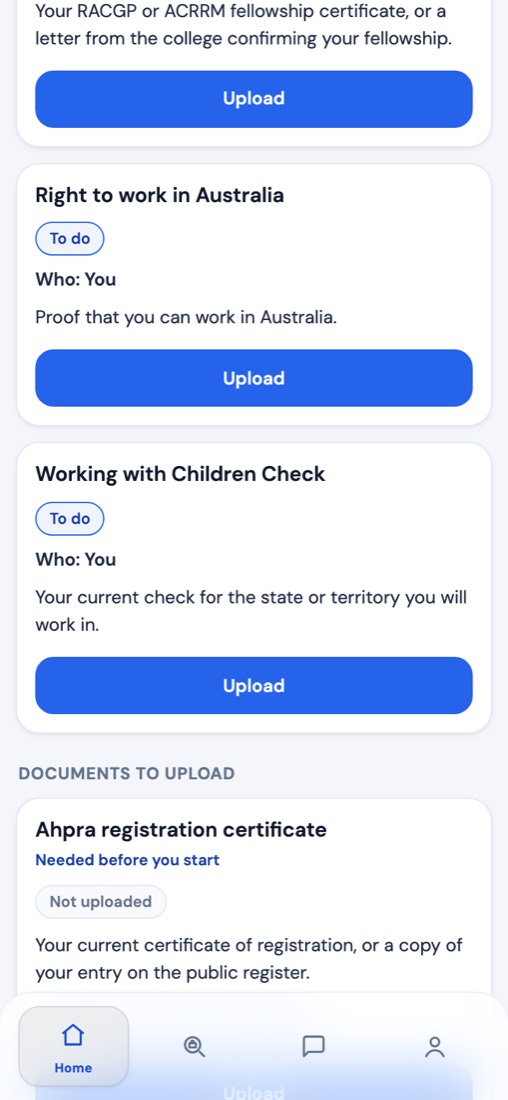 Your RACGP or ACRRM fellowship certificate, or a
letter from the college confirming your fellowship.
Upload
Right to work in Australia
To do
Who: You
Proof that you can work in Australia.
Upload
Working with Children Check
To do
Who: You
Your current check for the state or territory you will
work in.
Upload
DOCUMENTS TO UPLOAD
Ahpra registration certificate
Needed before you start
Not uploaded
Your current certificate of registration, or a copy of
your entry on the public register.
Home
Upload